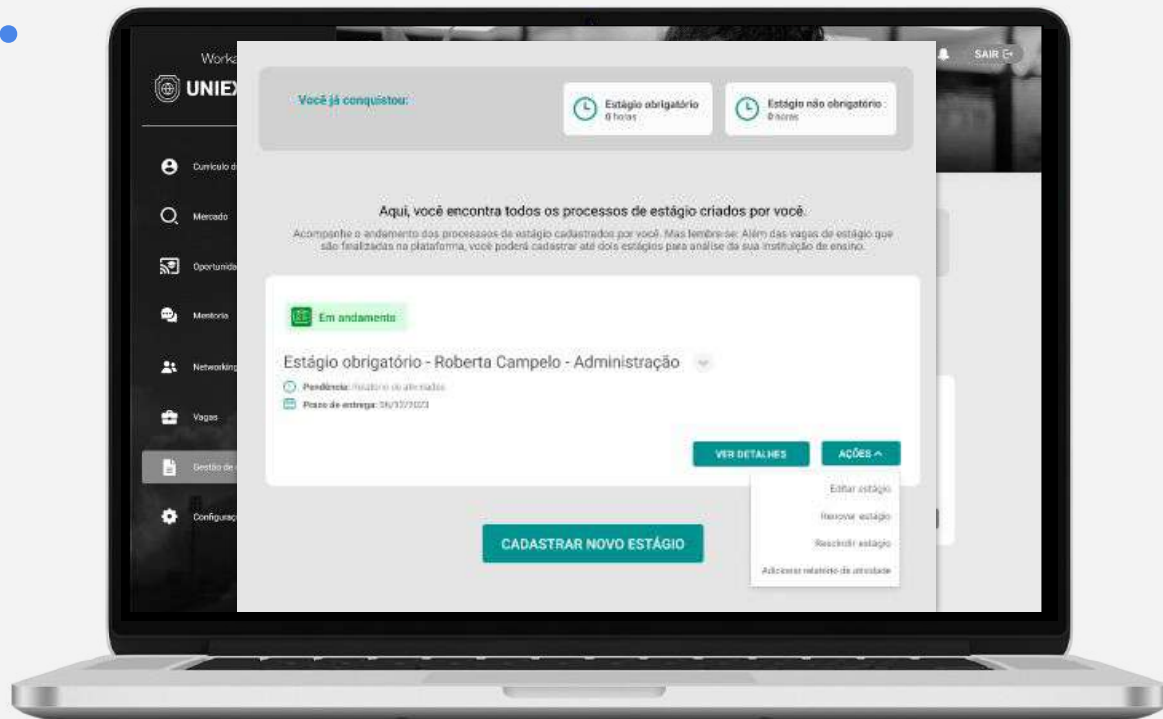 Worka
UNIEX
SAIR
Currículo d
Mercado
Oportunida
Mentoria
Networking
Vagas
Gestão de
Configuraç
Você já conquistou:
Estágio obrigatório
0 horas
Estágio não obrigatório
0 horas
Aqui, você encontra todos os processos de estágio criados por você.
Acompanhe o andamento dos processos de estágio cadastrados por você. Mas lembre-se: Além das vagas de estágio que
são finalizadas na plataforma, você poderá cadastrar até dois estágios para análise da sua instituição de ensino.
Em andamento
Estágio obrigatório - Roberta Campelo - Administração
Pendência: Relatório de atividades
Prazo de entrega:
VER DETALHES
AÇÕES
Editar estágio
Renovar estágio
Rescindir estágio
Adicionar relatório de atividade
CADASTRAR NOVO ESTÁGIO